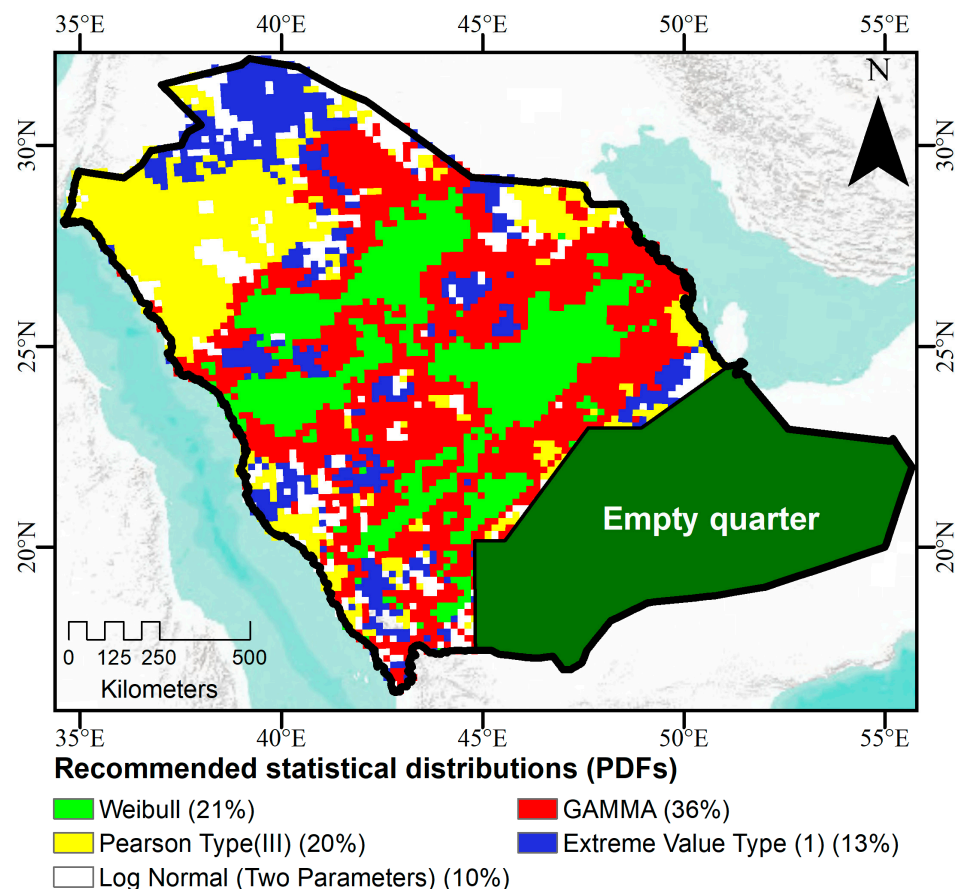 35°E 40°E 45°E 50°E 55°E
N
30°N 30°N
25°N 25°N
Empty quarter
20°N 20°N
0 125 250 500
Kilometers
35°E 40°E 45°E 50°E 55°E
Recommended statistical distributions (PDFs)
Weibull (21%) GAMMA (36%)
Pearson Type(III) (20%) Extreme Value Type (1) (13%)
Log Normal (Two Parameters) (10%)